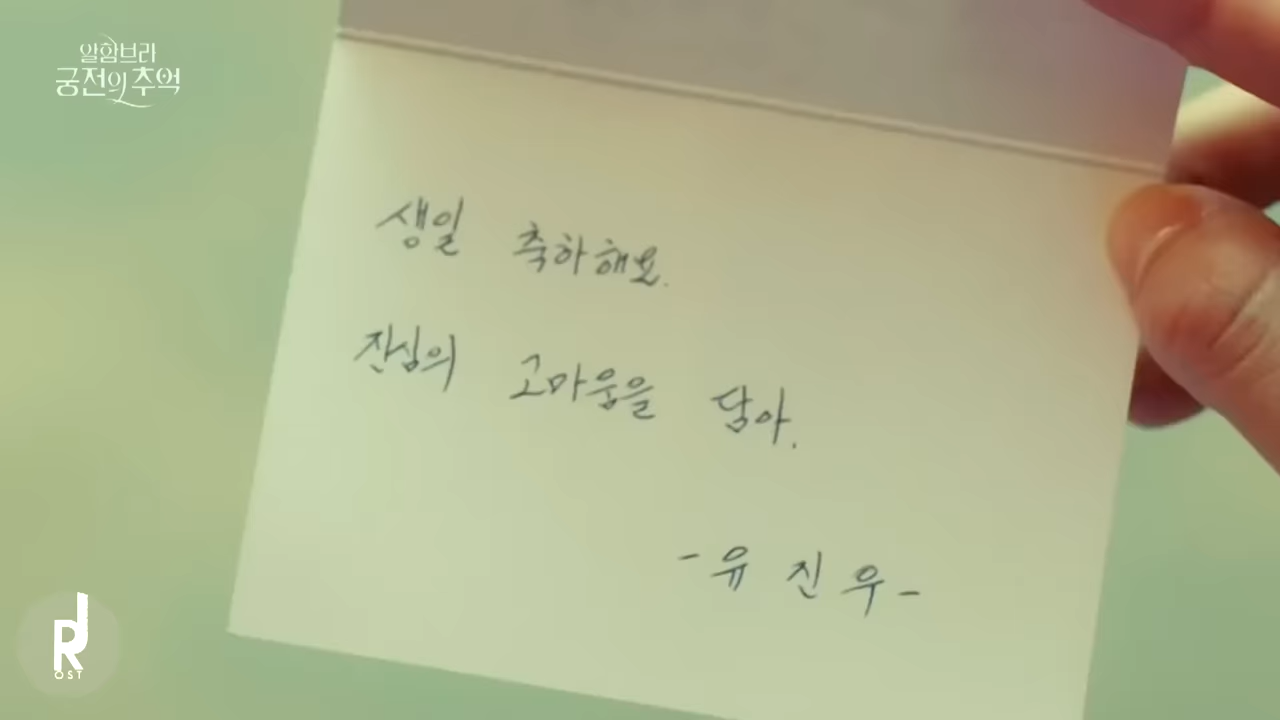 알함브라
궁전의 추억
생일 축하해요.
진심의 고마움을 담아.
-유 진 우-
JR
OST